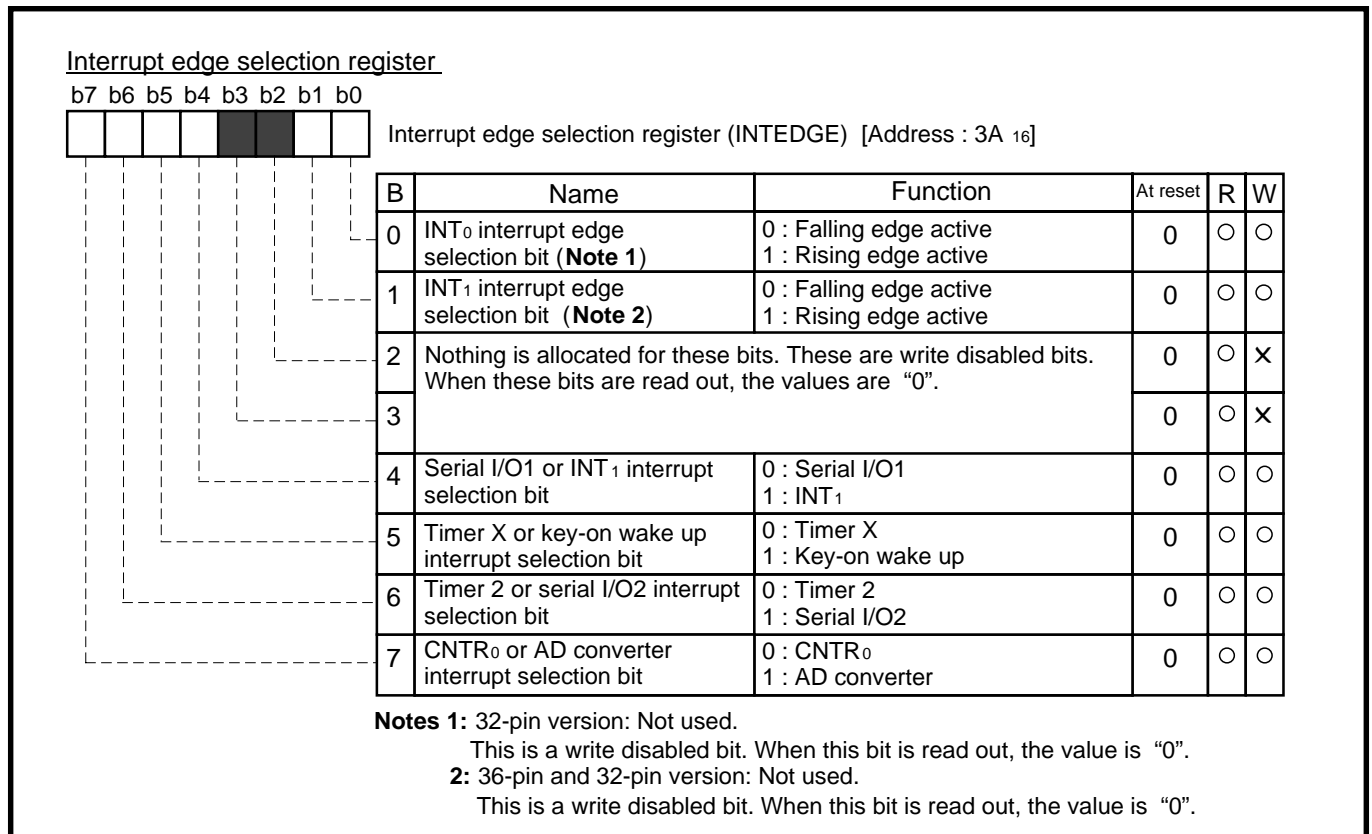 Interrupt edge selection register
b7 b6 b5 b4 b3 b2 b1 b0
Interrupt edge selection register (INTEDGE) [Address : 3A 16]
B Name Function At reset R W
0 INT0 interrupt edge selection bit (Note 1) 0 : Falling edge active 1 : Rising edge active 0 ○ ○
1 INT1 interrupt edge selection bit (Note 2) 0 : Falling edge active 1 : Rising edge active 0 ○ ○
2 Nothing is allocated for these bits. These are write disabled bits. 0 ○ ×
When these bits are read out, the values are “0”.
3 0 ○ ×
4 Serial I/O1 or INT1 interrupt selection bit 0 : Serial I/O1 1 : INT1 0 ○ ○
5 Timer X or key-on wake up interrupt selection bit 0 : Timer X 1 : Key-on wake up 0 ○ ○
6 Timer 2 or serial I/O2 interrupt selection bit 0 : Timer 2 1 : Serial I/O2 0 ○ ○
7 CNTR0 or AD converter interrupt selection bit 0 : CNTR0 1 : AD converter 0 ○ ○
Notes 1: 32-pin version: Not used.
This is a write disabled bit. When this bit is read out, the value is “0”.
2: 36-pin and 32-pin version: Not used.
This is a write disabled bit. When this bit is read out, the value is “0”.